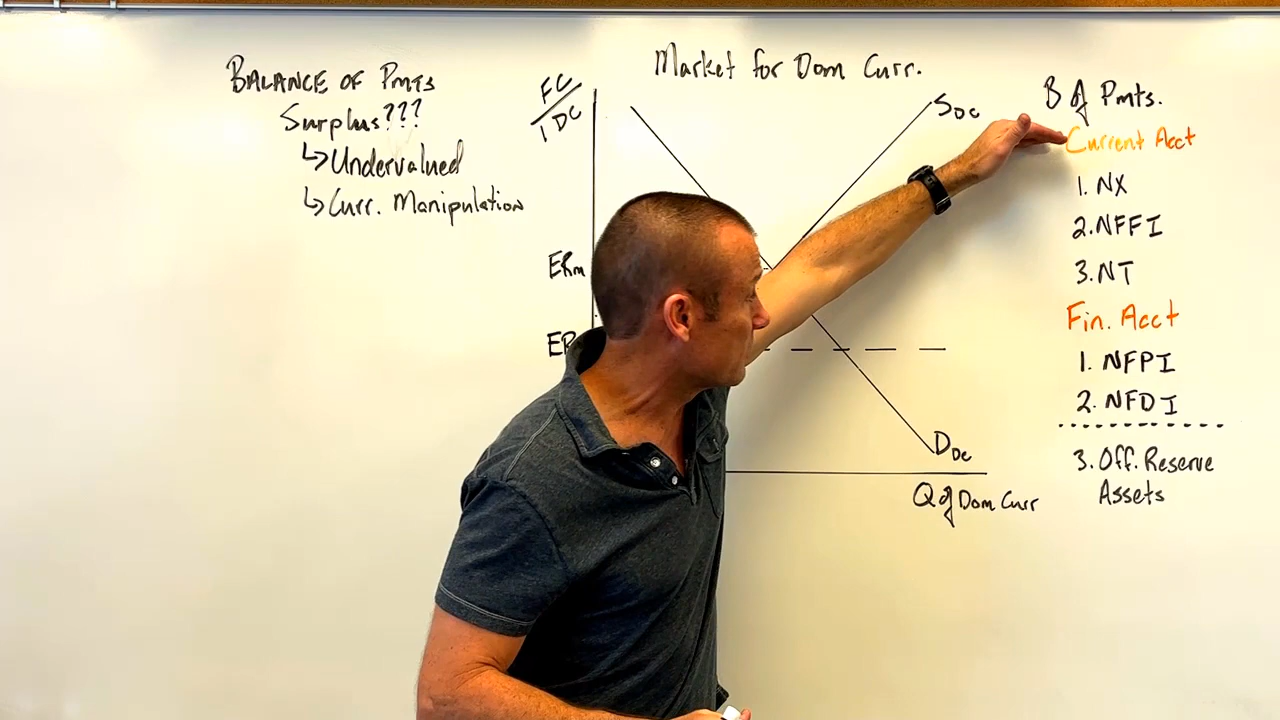 BALANCE OF PMTS
Surplus???
↳Undervalued
↳Curr. Manipulation
Market for Dom Curr.
FC
1 DC
SDC
ERm
DDC
Q of Dom Curr
B of Pmts.
Current Acct
1. NX
2. NFFI
3. NT
Fin. Acct
1. NFPI
2. NFDI
3. Off. Reserve
Assets